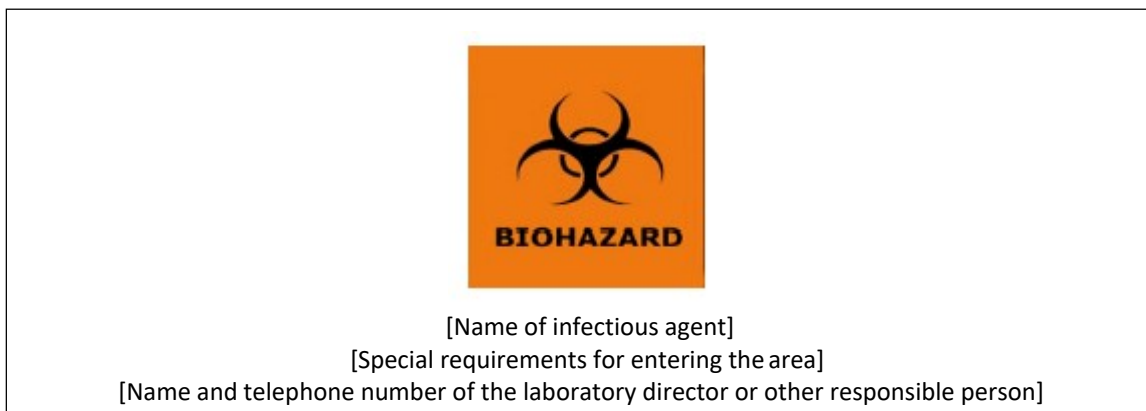 BIOHAZARD
[Name of infectious agent]
[Special requirements for entering the area]
[Name and telephone number of the laboratory director or other responsible person]